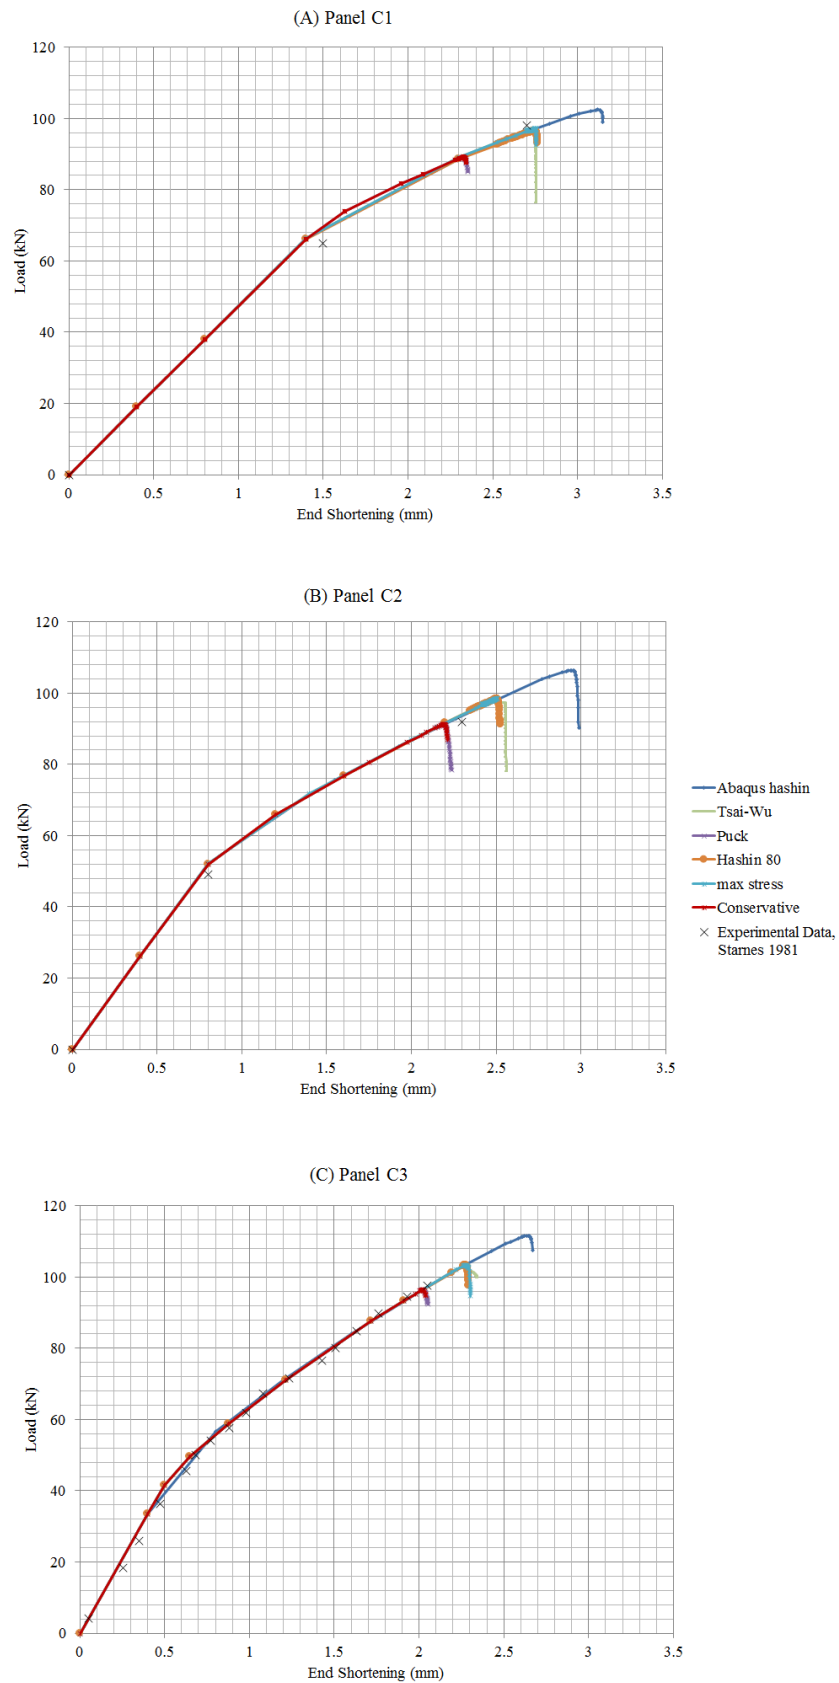 (A) Panel C1
120
100
80
60
40
20
0
Load (kN)
0 0.5 1 1.5 2 2.5 3 3.5
End Shortening (mm)
(B) Panel C2
120
100
80
60
40
20
0
Load (kN)
0 0.5 1 1.5 2 2.5 3 3.5
End Shortening (mm)
Abaqus hashin
Tsai-Wu
Puck
Hashin 80
max stress
Conservative
Experimental Data,
Starnes 1981
(C) Panel C3
120
100
80
60
40
20
0
Load (kN)
0 0.5 1 1.5 2 2.5 3 3.5
End Shortening (mm)